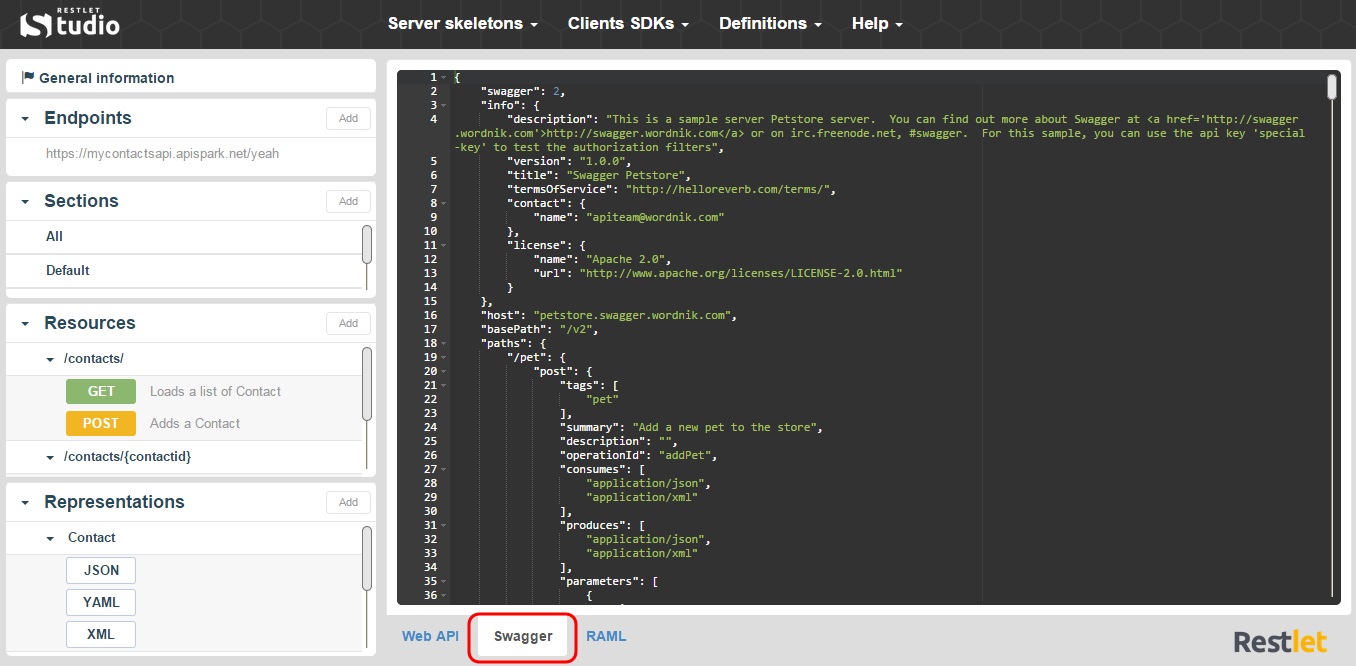 RESTLET
Studio
Server skeletons
Clients SDKs
Definitions
Help
General information
Endpoints
Add
https://mycontactsapi.apispark.net/yeah
Sections
Add
All
Default
Resources
Add
/contacts/
GET Loads a list of Contact
POST Adds a Contact
/contacts/{contactid}
Representations
Add
Contact
JSON
YAML
XML
1 {
2 "swagger": 2,
3 "info": {
4 "description": "This is a sample server Petstore server.  You can find out more about Swagger at <a href='http://swagger
.wordnik.com'>http://swagger.wordnik.com</a> or on irc.freenode.net, #swagger.  For this sample, you can use the api key 'special
-key' to test the authorization filters",
5 "version": "1.0.0",
6 "title": "Swagger Petstore",
7 "termsOfService": "http://helloreverb.com/terms/",
8 "contact": {
9 "name": "apiteam@wordnik.com"
10 },
11 "license": {
12 "name": "Apache 2.0",
13 "url": "http://www.apache.org/licenses/LICENSE-2.0.html"
14 }
15 },
16 "host": "petstore.swagger.wordnik.com",
17 "basePath": "/v2",
18 "paths": {
19 "/pet": {
20 "post": {
21 "tags": [
22 "pet"
23 ],
24 "summary": "Add a new pet to the store",
25 "description": "",
26 "operationId": "addPet",
27 "consumes": [
28 "application/json",
29 "application/xml"
30 ],
31 "produces": [
32 "application/json",
33 "application/xml"
34 ],
35 "parameters": [
36 {
Web API
Swagger
RAML
Restlet